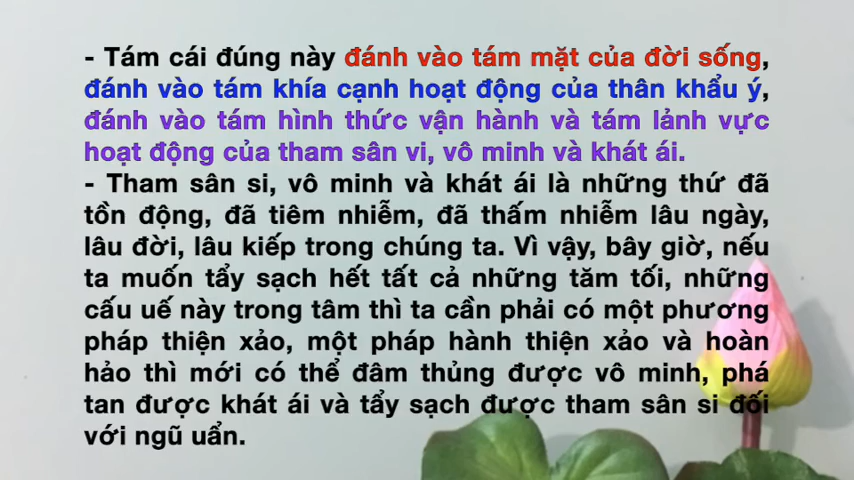 - Tám cái đúng này đánh vào tám mặt của đời sống,
đánh vào tám khía cạnh hoạt động của thân khẩu ý,
đánh vào tám hình thức vận hành và tám lảnh vực
hoạt động của tham sân vi, vô minh và khát ái.
- Tham sân si, vô minh và khát ái là những thứ đã
tồn động, đã tiêm nhiễm, đã thấm nhiễm lâu ngày,
lâu đời, lâu kiếp trong chúng ta. Vì vậy, bây giờ, nếu
ta muốn tẩy sạch hết tất cả những tăm tối, những
cấu uế này trong tâm thì ta cần phải có một phương
pháp thiện xảo, một pháp hành thiện xảo và hoàn
hảo thì mới có thể đâm thủng được vô minh, phá
tan được khát ái và tẩy sạch được tham sân si đối
với ngũ uẩn.